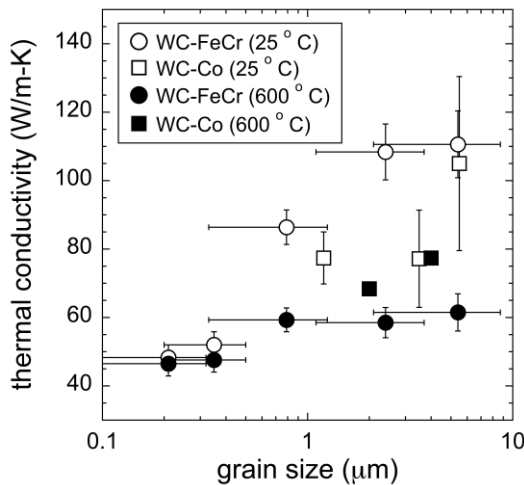 140
120
100
80
60
40
thermal conductivity (W/m-K)
WC-FeCr (25 ° C)
WC-Co (25 ° C)
WC-FeCr (600 ° C)
WC-Co (600 ° C)
0.1
1
10
grain size (μm)